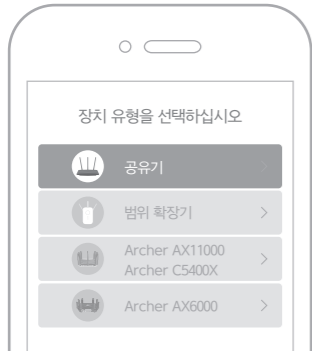 장치 유형을 선택하십시오
공유기
범위 확장기
Archer AX11000
Archer C5400X
Archer AX6000